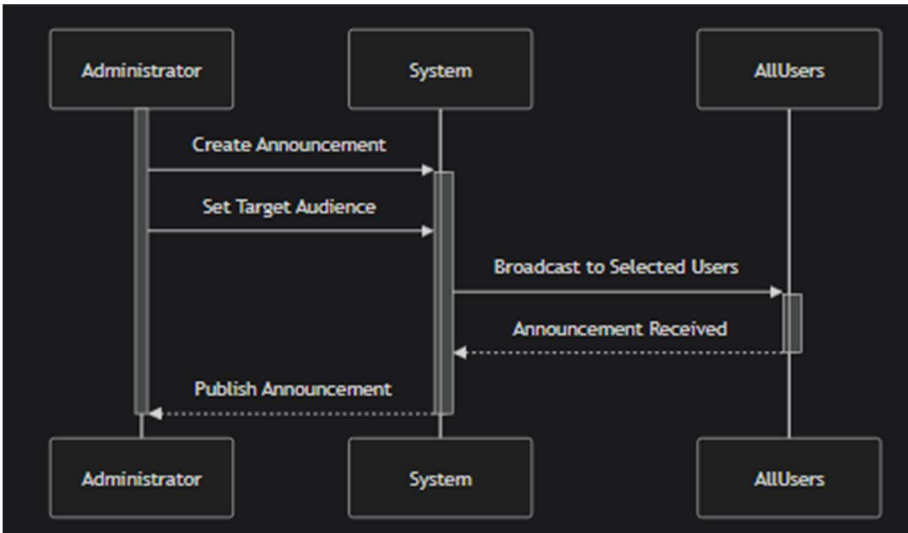 Administrator
System
AllUsers
Create Announcement
Set Target Audience
Broadcast to Selected Users
Announcement Received
Publish Announcement
Administrator
System
AllUsers